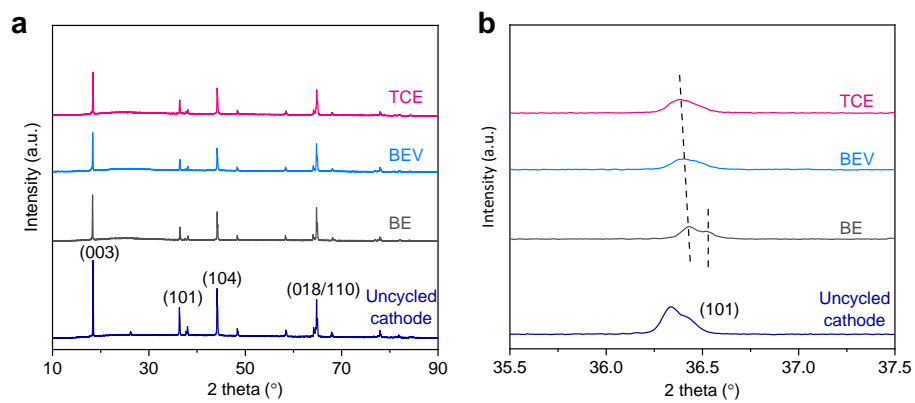 a
Intensity (a.u.)
TCE
BEV
BE
(003)
(101)
(104)
(018/110)
Uncycled
cathode
10
30
50
70
90
2 theta (°)
b
Intensity (a.u.)
TCE
BEV
BE
Uncycled
cathode
(101)
35.5
36.0
36.5
37.0
37.5
2 theta (°)